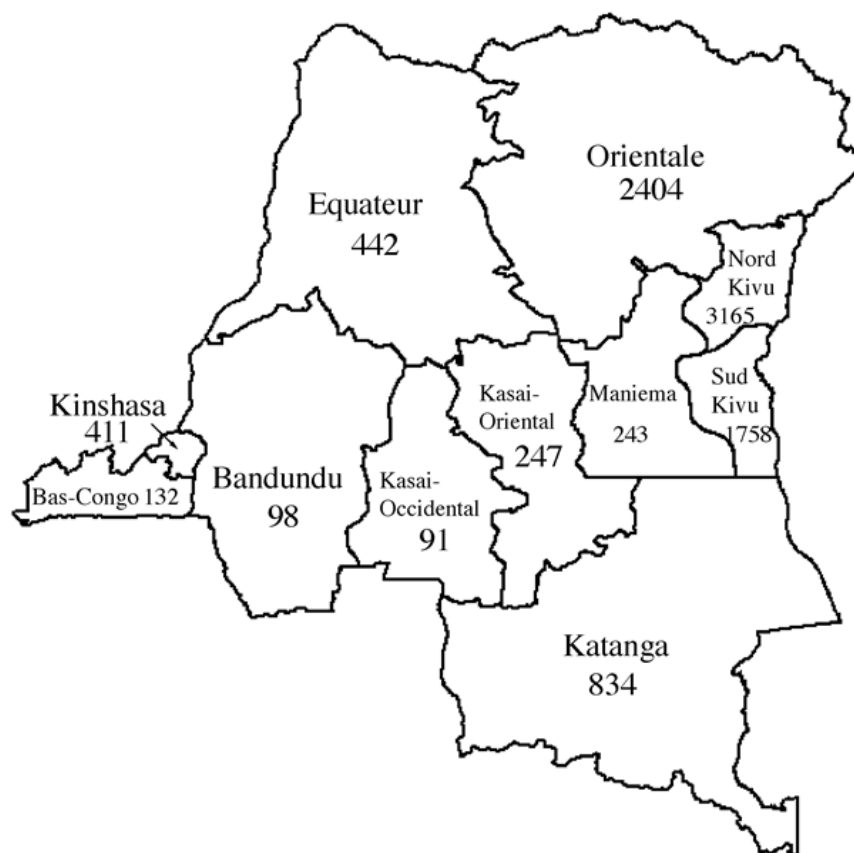 Orientale
2404
Equateur
442
Nord
Kivu
3165
Kinshasa
411
Kasai-
Oriental
247
Maniema
243
Sud
Kivu
1758
Bas-Congo 132
Bandundu
98
Kasai-
Occidental
91
Katanga
834